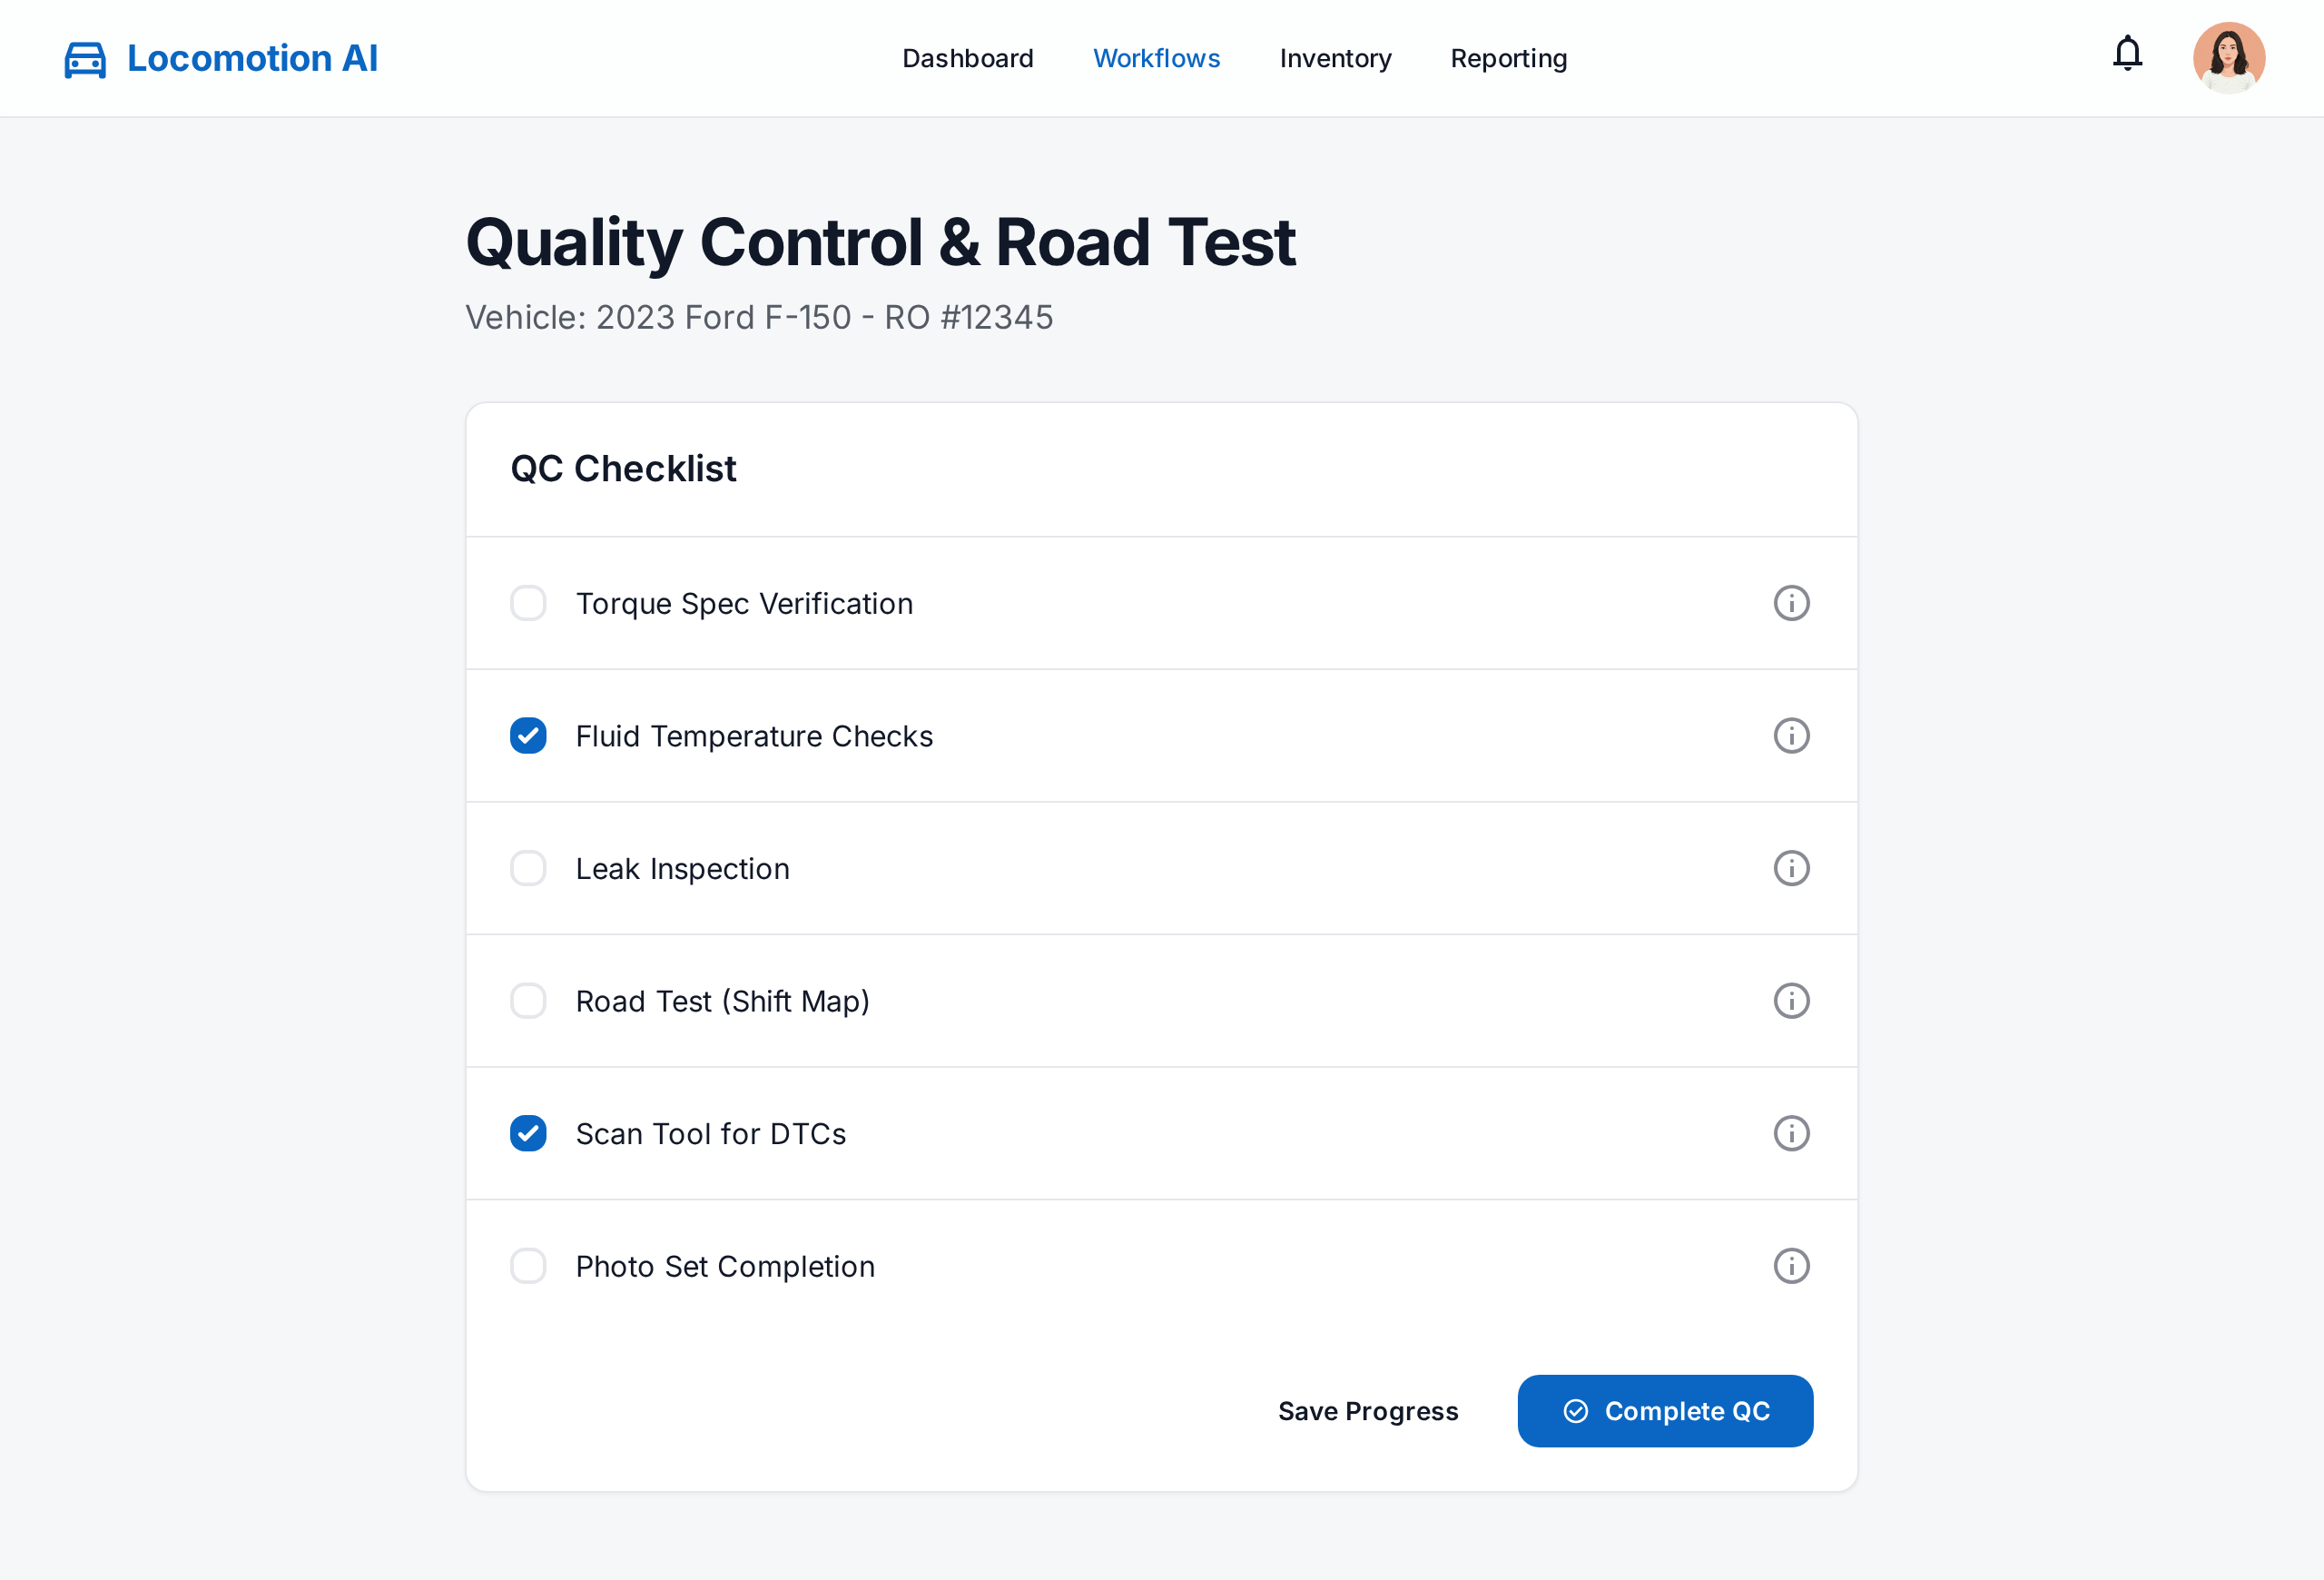 Locomotion AI
Dashboard
Workflows
Inventory
Reporting
Quality Control & Road Test
Vehicle: 2023 Ford F-150 - RO #12345
QC Checklist
Torque Spec Verification
Fluid Temperature Checks
Leak Inspection
Road Test (Shift Map)
Scan Tool for DTCs
Photo Set Completion
Save Progress
Complete QC